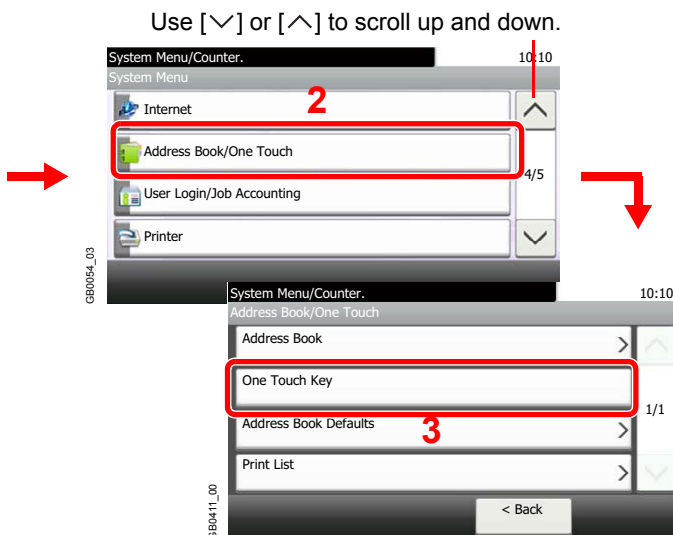 Use [∨] or [∧] to scroll up and down.
System Menu/Counter.
10:10
System Menu
Internet
2
Address Book/One Touch
4/5
User Login/Job Accounting
Printer
GB0054_03
System Menu/Counter.
10:10
Address Book/One Touch
Address Book
One Touch Key
1/1
Address Book Defaults
3
Print List
< Back
GB0411_00